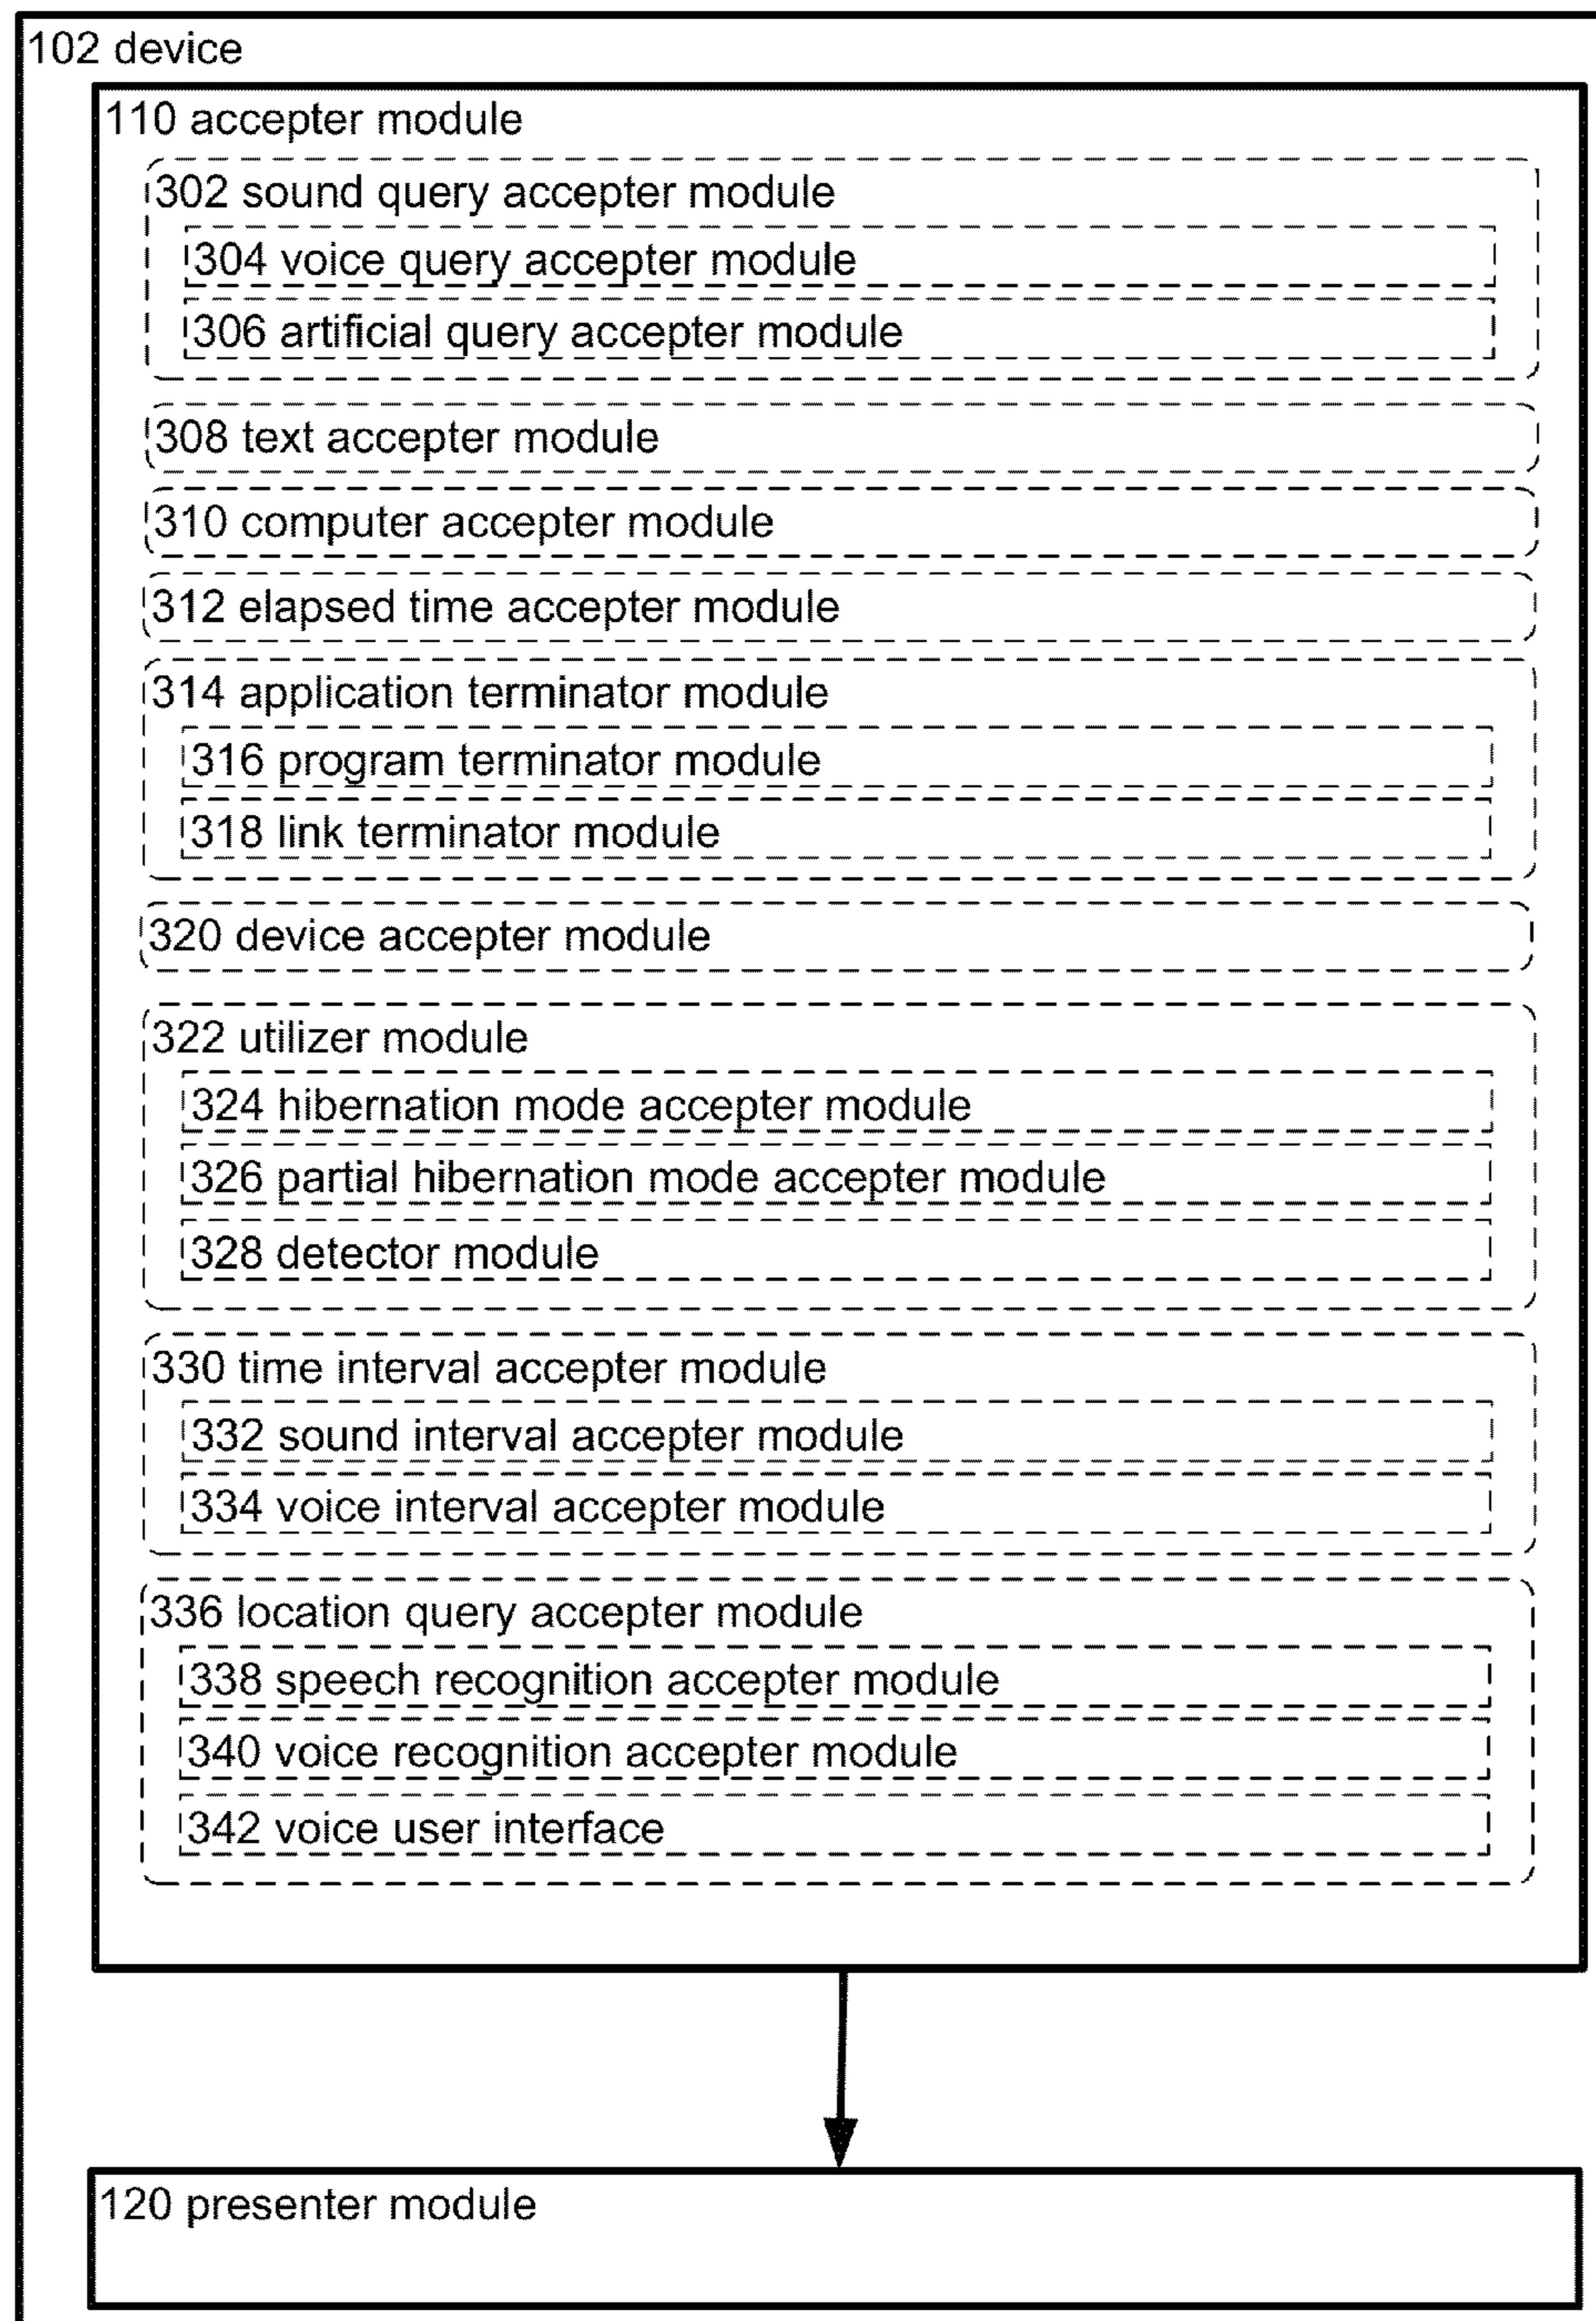 102 device
110 accepter module
302 sound query accepter module
304 voice query accepter module
306 artificial query accepter module
308 text accepter module
310 computer accepter module
312 elapsed time accepter module
314 application terminator module
316 program terminator module
318 link terminator module
320 device accepter module
322 utilizer module
324 hibernation mode accepter module
326 partial hibernation mode accepter module
328 detector module
330 time interval accepter module
332 sound interval accepter module
334 voice interval accepter module
336 location query accepter module
338 speech recognition accepter module
340 voice recognition accepter module
342 voice user interface
120 presenter module